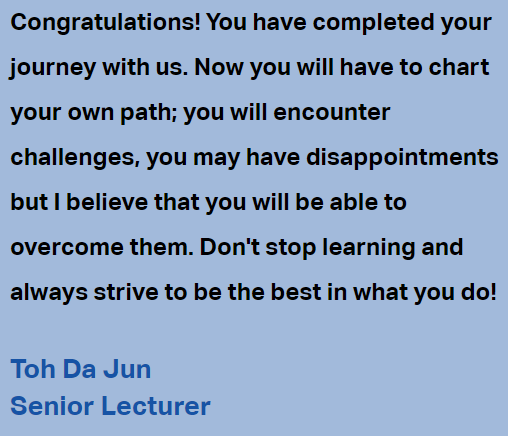 Congratulations! You have completed your
journey with us. Now you will have to chart
your own path; you will encounter
challenges, you may have disappointments
but I believe that you will be able to
overcome them. Don't stop learning and
always strive to be the best in what you do!
Toh Da Jun
Senior Lecturer